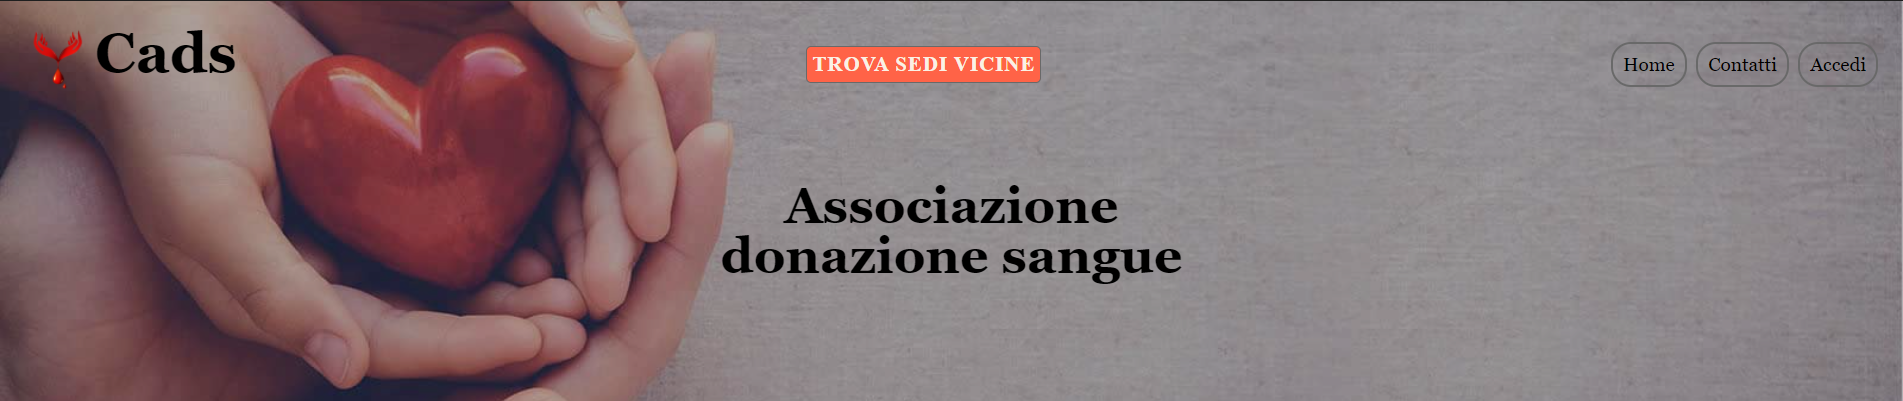 Cads
TROVA SEDI VICINE
Home
Contatti
Accedi
Associazione
donazione sangue